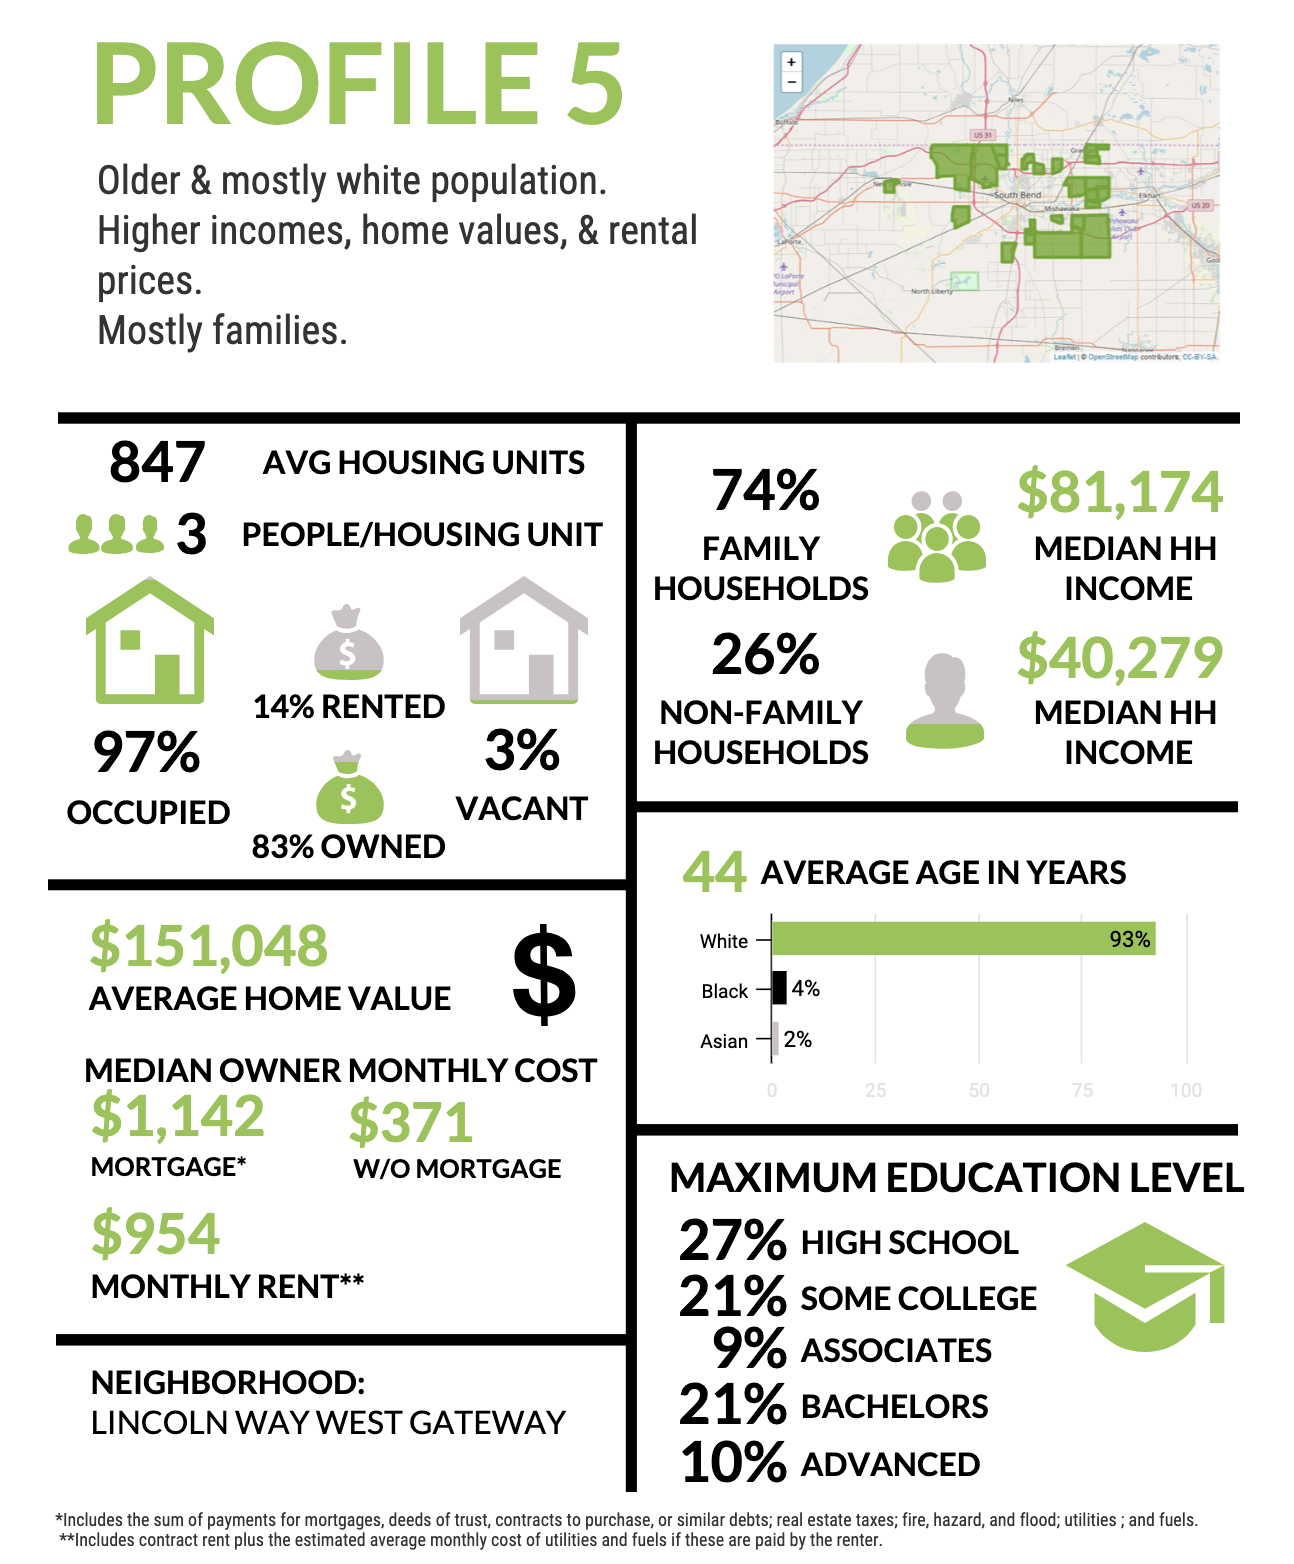 PROFILE 5
Older & mostly white population.
Higher incomes, home values, & rental
prices.
Mostly families.
+
−
Niles
Buffalo
US 31
South Bend
Mishawaka
Elkhart
US 20
LaPorte
Airport
Airport
North Liberty
Bremen
Leaflet | © OpenStreetMap contributors, CC-BY-SA
847 AVG HOUSING UNITS
3 PEOPLE/HOUSING UNIT
$
14% RENTED
97%
OCCUPIED
3%
VACANT
$
83% OWNED
74%
FAMILY
HOUSEHOLDS
$81,174
MEDIAN HH
INCOME
26%
NON-FAMILY
HOUSEHOLDS
$40,279
MEDIAN HH
INCOME
44 AVERAGE AGE IN YEARS
White 93%
Black 4%
Asian 2%
0 25 50 75 100
$151,048 $
AVERAGE HOME VALUE
MEDIAN OWNER MONTHLY COST
$1,142 $371
MORTGAGE* W/O MORTGAGE
$954
MONTHLY RENT**
MAXIMUM EDUCATION LEVEL
27% HIGH SCHOOL
21% SOME COLLEGE
9% ASSOCIATES
21% BACHELORS
10% ADVANCED
NEIGHBORHOOD:
LINCOLN WAY WEST GATEWAY
*Includes the sum of payments for mortgages, deeds of trust, contracts to purchase, or similar debts; real estate taxes; fire, hazard, and flood; utilities ; and fuels.
**Includes contract rent plus the estimated average monthly cost of utilities and fuels if these are paid by the renter.